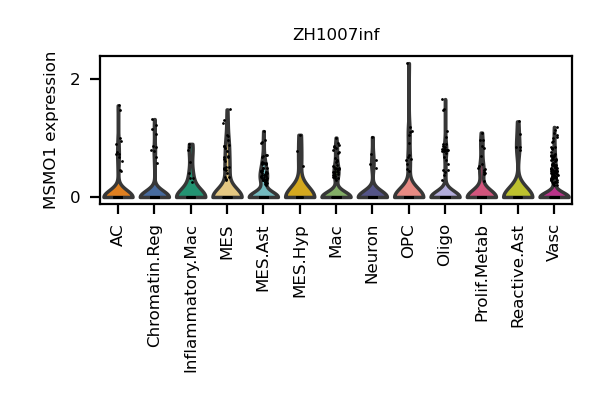 ZH1007inf
MSMO1 expression
2
0
AC
Chromatin.Reg
Inflammatory.Mac
MES
MES.Ast
MES.Hyp
Mac
Neuron
OPC
Oligo
Prolif.Metab
Reactive.Ast
Vasc